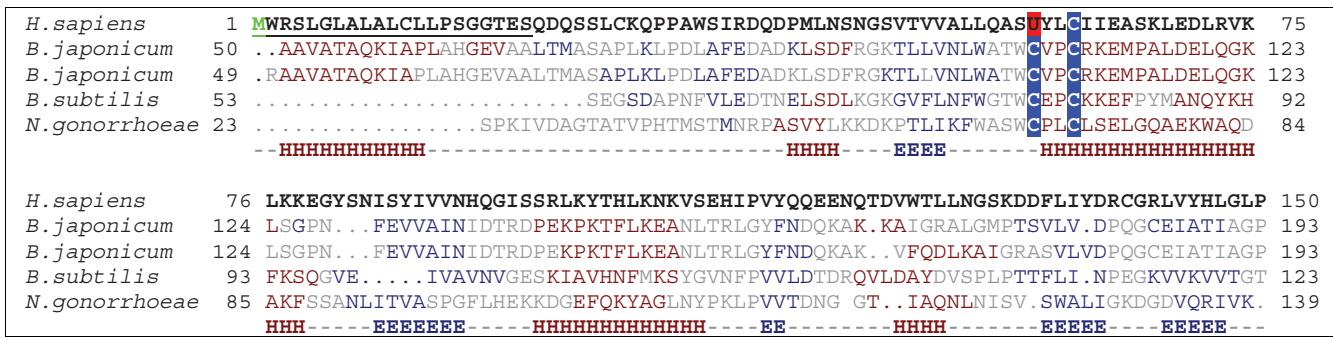 H.sapiens 1 MWRSLGLALALCLLPSGGTESQDQSSLCKQPPAWSIRDQDPMLNSNGSVTVVALLQASUYLCIIEASKLEDLRVK 75
B.japonicum 50 ..AAVATAQKIAPLAHGEVAALTMASAPLKLPDLAFEDADKLSDFRGKTLLVNLWATWCVPCRKEMPALDELQGK 123
B.japonicum 49 .RAAVATAQKIAPLAHGEVAALTMASAPLKLPDLAFEDADKLSDFRGKTLLVNLWATWCVPCRKEMPALDELQGK 123
B.subtilis 53 .........................SEGSDAPNFVLEDTNELSDLKGKGVFLNFWGTWCEPCKKEFPYMANQYKH 92
N.gonorrhoeae 23 .................SPKIVDAGTATVPHTMSTMNRPASVYLKKDKPTLIKFWASWCPLCLSELGQAEKWAQD 84
--HHHHHHHHHHH---------------------------HHHH----EEEE-------HHHHHHHHHHHHHHHH
H.sapiens 76 LKKEGYSNISYIVVNHQGISSRLKYTHLKNKVSEHIPVYQQEENQTDVWTLLNGSKDDFLIYDRCGRLVYHLGLP 150
B.japonicum 124 LSGPN...FEVVAINIDTRDPEKPKTFLKEANLTRLGYFNDQKAK.KAIGRALGMPTSVLV.DPQGCEIATIAGP 193
B.japonicum 124 LSGPN...FEVVAINIDTRDPEKPKTFLKEANLTRLGYFNDQKAK..VFQDLKAIGRASVLVDPQGCEIATIAGP 193
B.subtilis 93 FKSQGVE.....IVAVNVGESKIAVHNFMKSYGVNFPVVLDTDRQVLDAYDVSPLPTTFLI.NPEGKVVKVVTGT 123
N.gonorrhoeae 85 AKFSSANLITVASPGFLHEKKDGEFQKYAGLNYPKLPVVTDNG GT..IAQNLNISV.SWALIGKDGDVQRIVK. 139
HHH-----EEEEEEE-----HHHHHHHHHHHHH----EE--------HHHH-------EEEEE----EEEEE---